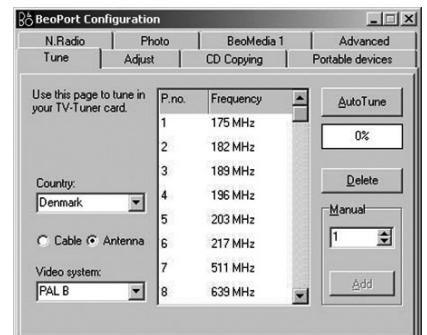 BeoPort Configuration
N.Radio Photo BeoMedia 1 Advanced
Tune Adjust CD Copying Portable devices
Use this page to tune in
your TV-Tuner card.
Country:
Denmark
Cable Antenna
Video system:
PAL B
P.no. Frequency
1 175 MHz
2 182 MHz
3 189 MHz
4 196 MHz
5 203 MHz
6 217 MHz
7 511 MHz
8 639 MHz
AutoTune
0%
Delete
Manual
1
Add